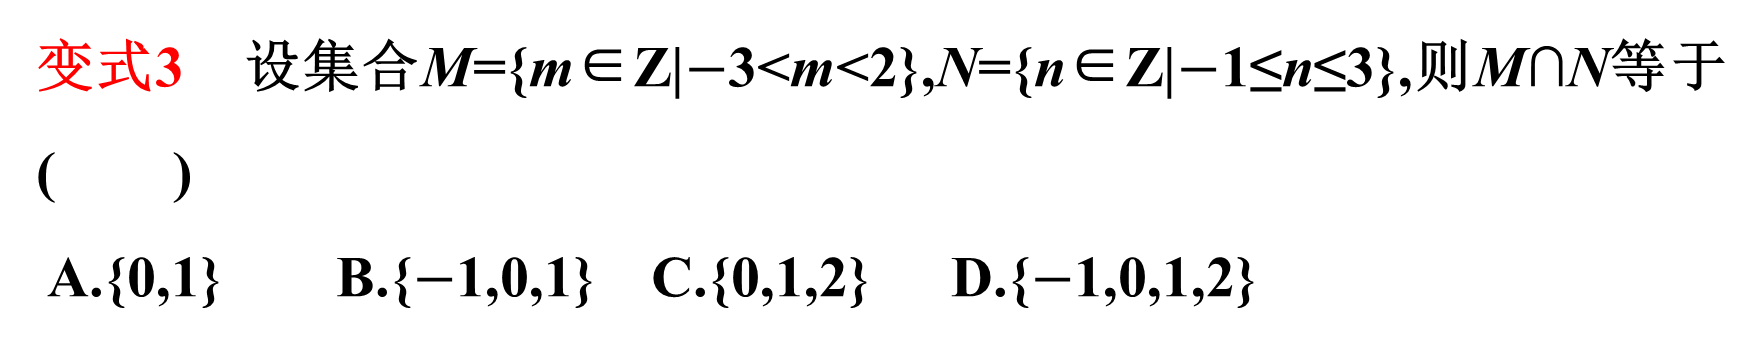 变式3 设集合M={m∈Z|−3<m<2},N={n∈Z|−1≤n≤3},则M∩N等于
( )
A.{0,1} B.{−1,0,1} C.{0,1,2} D.{−1,0,1,2}